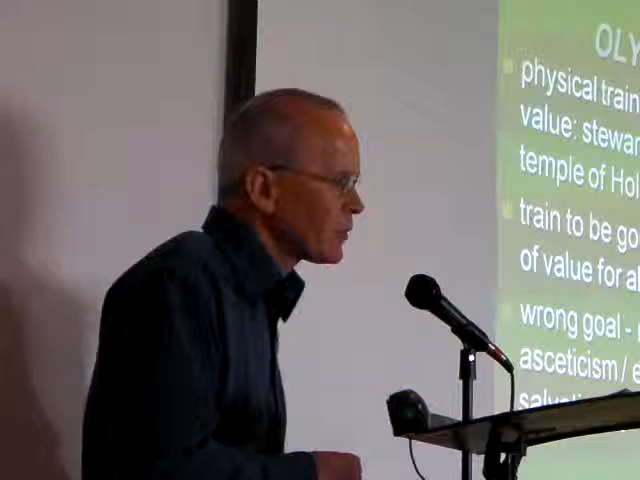 OLY
physical train
value: stewar
temple of Hol
train to be go
of value for al
wrong goal -
asceticism / e